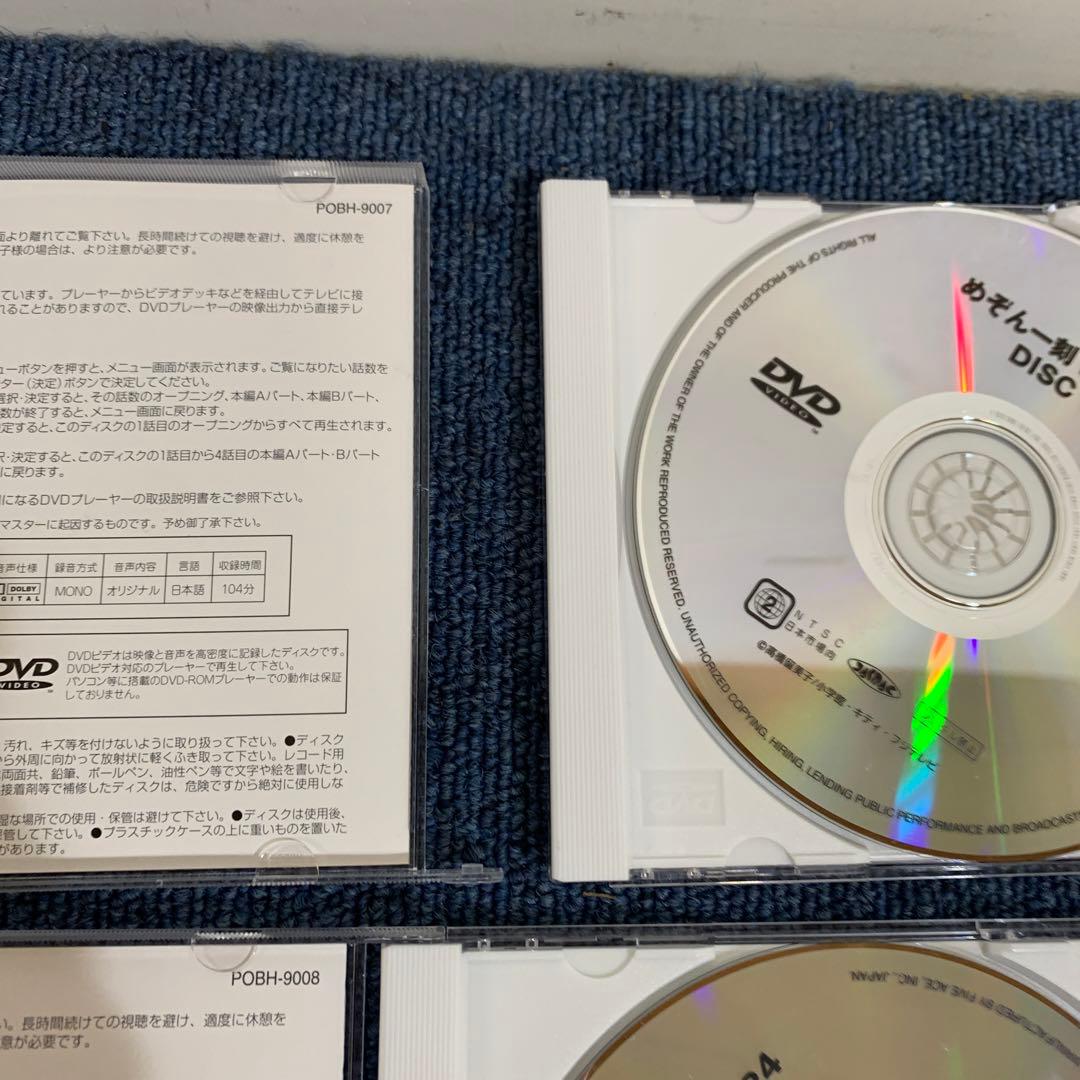 POBH-9007
面より離れてご覧下さい。長時間続けての視聴を避け、適度に休憩を
子様の場合は、より注意が必要です。
ています。プレーヤーからビデオデッキなどを経由してテレビに接
れることがありますので、DVDプレーヤーの映像出力から直接テレ
ューボタンを押すと、メニュー画面が表示されます。ご覧になりたい話数を
ター(決定)ボタンで決定してください。
選択・決定すると、その話数のオープニング、本編Aパート、本編Bパート、
数が終了すると、メニュー画面に戻ります。
定すると、このディスクの1話目のオープニングからすべて再生されます。
沢・決定すると、このディスクの1話目から4話目の本編Aパート・Bパート
に戻ります。
になるDVDプレーヤーの取扱説明書をご参照下さい。
マスターに起因するものです。予め御了承下さい。
音声仕様 録音方式 音声内容 言語 収録時間
DOLBY DIGITAL MONO オリジナル 日本語 104分
DVD VIDEO
DVDビデオは映像と音声を高密度に記録したディスクです。
DVDビデオ対応のプレーヤーで再生して下さい。
パソコン等に搭載のDVD-ROMプレーヤーでの動作は保証
しておりません。
汚れ、キズ等を付けないように取り扱って下さい。●ディスク
から外周に向かって放射状に軽くふき取って下さい。レコード用
両面共、鉛筆、ボールペン、油性ペン等で文字や絵を書いたり、
接着剤等で補修したディスクは、危険ですから絶対に使用しな
湿な場所での使用・保管は避けて下さい。●ディスクは使用後、
保管して下さい。●プラスチックケースの上に重いものを置いた
があります。
めぞん一刻
DISC
DVD
VIDEO
2
NTSC
日本市場向
JASRAC
©高橋留美子/小学館・キティ・フジテレビ
ALL RIGHTS OF THE PRODUCER AND OF THE OWNER OF THE WORK REPRODUCED RESERVED. UNAUTHORIZED COPYING, HIRING, LENDING, PUBLIC PERFORMANCE AND BROADCAST
POBH-9008
い。長時間続けての視聴を避け、適度に休憩を
意が必要です。
FACTURED BY FIVE ACE, INC., JAPAN.